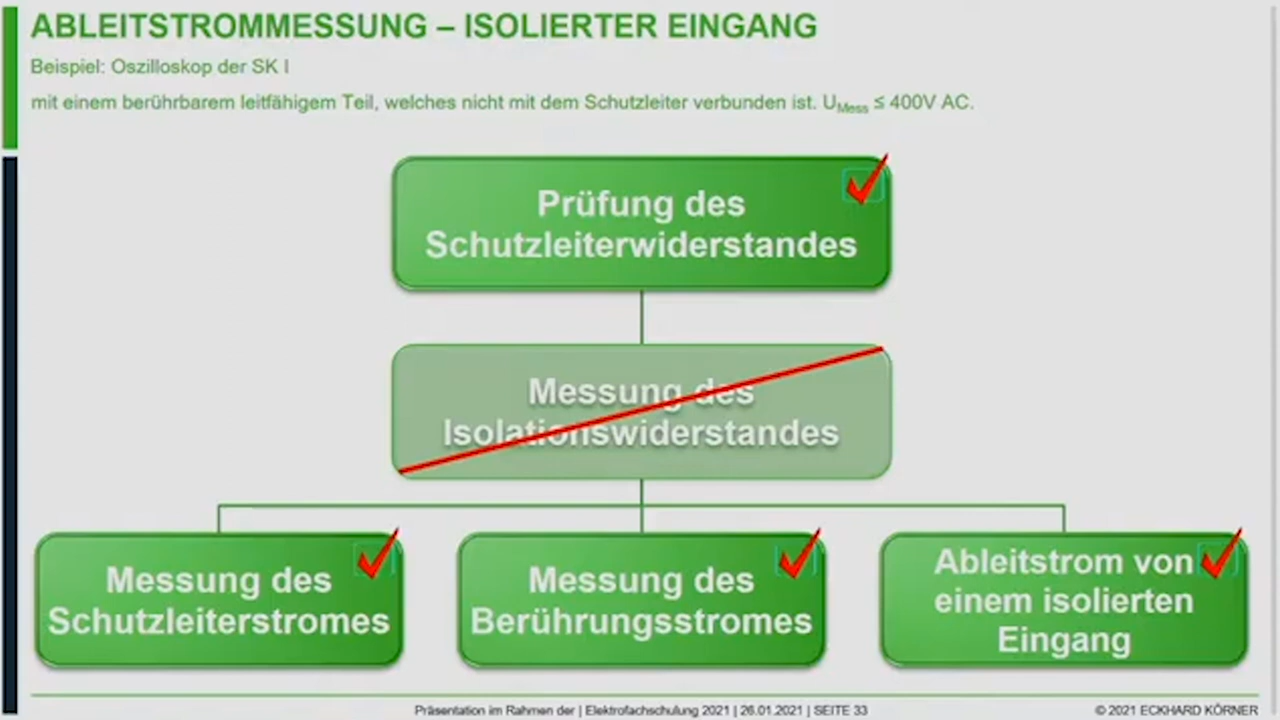 ABLEITSTROMMESSUNG – ISOLIERTER EINGANG
Beispiel: Oszilloskop der SK I
mit einem berührbarem leitfähigem Teil, welches nicht mit dem Schutzleiter verbunden ist. UMess ≤ 400V AC.
Prüfung des
Schutzleiterwiderstandes
Messung des
Isolationswiderstandes
Messung des
Schutzleiterstromes
Messung des
Berührungsstromes
Ableitstrom von
einem isolierten
Eingang
Präsentation im Rahmen der | Elektrofachschulung 2021 | 26.01.2021 | SEITE 33
© 2021 ECKHARD KÖRNER